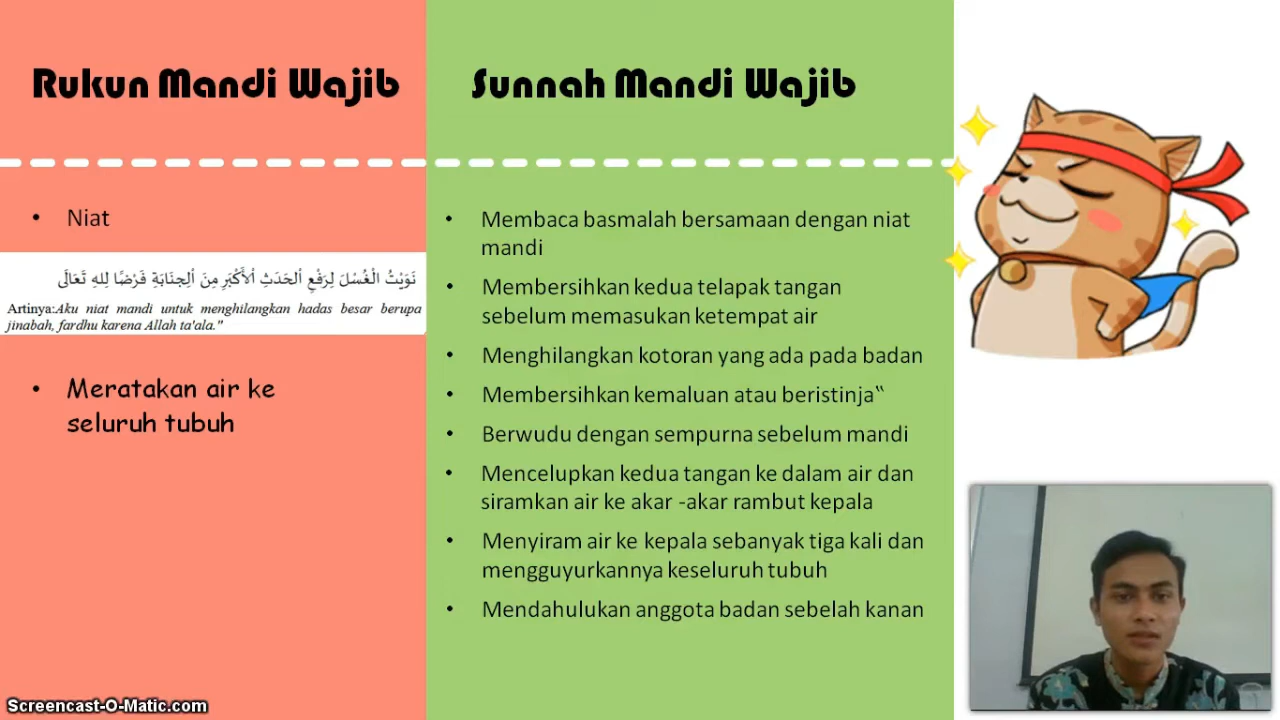 Rukun Mandi Wajib
• Niat
نَوَيْتُ الْغُسْلَ لِرَفْعِ الْحَدَثِ الْأَكْبَرِ مِنَ الْجِنَابَةِ فَرْضًا لِلهِ تَعَالَى
Artinya:Aku niat mandi untuk menghilangkan hadas besar berupa
jinabah, fardhu karena Allah ta'ala."
• Meratakan air ke
seluruh tubuh
Sunnah Mandi Wajib
• Membaca basmalah bersamaan dengan niat
mandi
• Membersihkan kedua telapak tangan
sebelum memasukan ketempat air
• Menghilangkan kotoran yang ada pada badan
• Membersihkan kemaluan atau beristinja‟
• Berwudu dengan sempurna sebelum mandi
• Mencelupkan kedua tangan ke dalam air dan
siramkan air ke akar -akar rambut kepala
• Menyiram air ke kepala sebanyak tiga kali dan
mengguyurkannya keseluruh tubuh
• Mendahulukan anggota badan sebelah kanan
Screencast-O-Matic.com